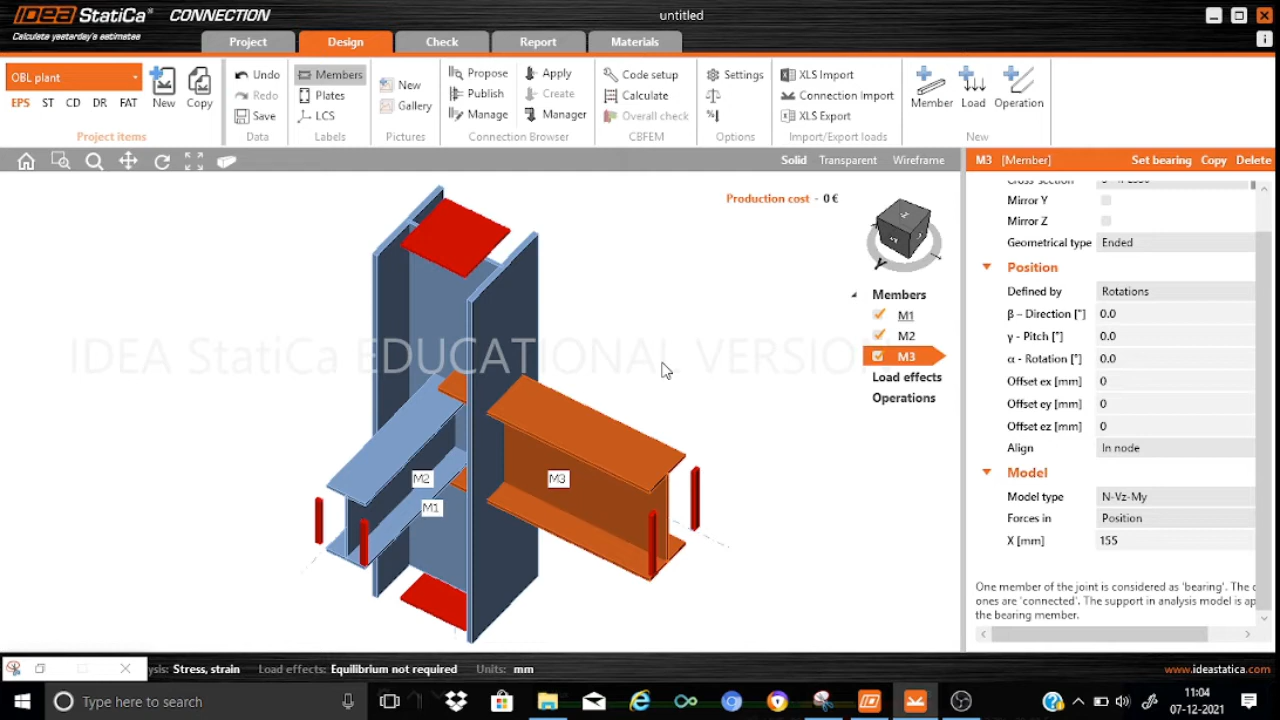 IDEA StatiCa® CONNECTION
untitled
Calculate yesterday's estimates
Project Design Check Report Materials
OBL plant
EPS ST CD DR FAT
New Copy
Project items
Undo
Redo
Save
Data
Members
Plates
LCS
Labels
New
Gallery
Pictures
Propose
Publish
Manage
Apply
Create
Manager
Connection Browser
Code setup
Calculate
Overall check
CBFEM
Settings
Options
XLS Import
Connection Import
XLS Export
Import/Export loads
Member Load Operation
New
Solid Transparent Wireframe
M3 [Member] Set bearing Copy Delete
Production cost - 0 €
Members
M1
M2
M3
Load effects
Operations
M2
M1
M3
IDEA StatiCa EDUCATIONAL VERSION
Mirror Y
Mirror Z
Geometrical type Ended
Position
Defined by Rotations
β – Direction [°] 0.0
γ - Pitch [°] 0.0
α - Rotation [°] 0.0
Offset ex [mm] 0
Offset ey [mm] 0
Offset ez [mm] 0
Align In node
Model
Model type N-Vz-My
Forces in Position
X [mm] 155
One member of the joint is considered as 'bearing'. The
ones are 'connected'. The support in analysis model is ap
the bearing member.
ysis: Stress, strain Load effects: Equilibrium not required Units: mm
www.ideastatica.com
Type here to search
11:04
07-12-2021